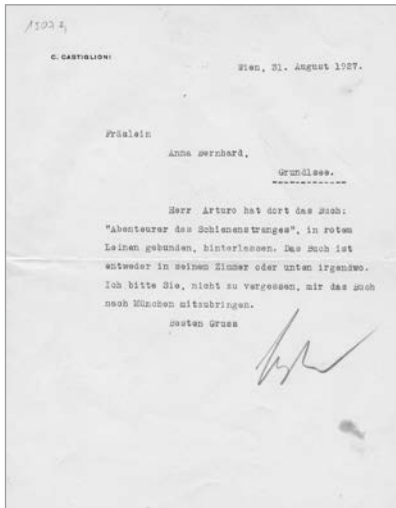 C. CASTIGLIONI
Wien, 31. August 1927.
Fräulein
Anna Bernhard,
Grundlsee.
Herr Arturo hat dort das Buch:
"Abenteurer des Schienenstranges", in rotem
Leinen gebunden, hinterlassen. Das Buch ist
entweder in seinem Zimmer oder unten irgendwo.
Ich bitte Sie, nicht zu vergessen, mir das Buch
nach München mitzubringen.
Besten Gruss